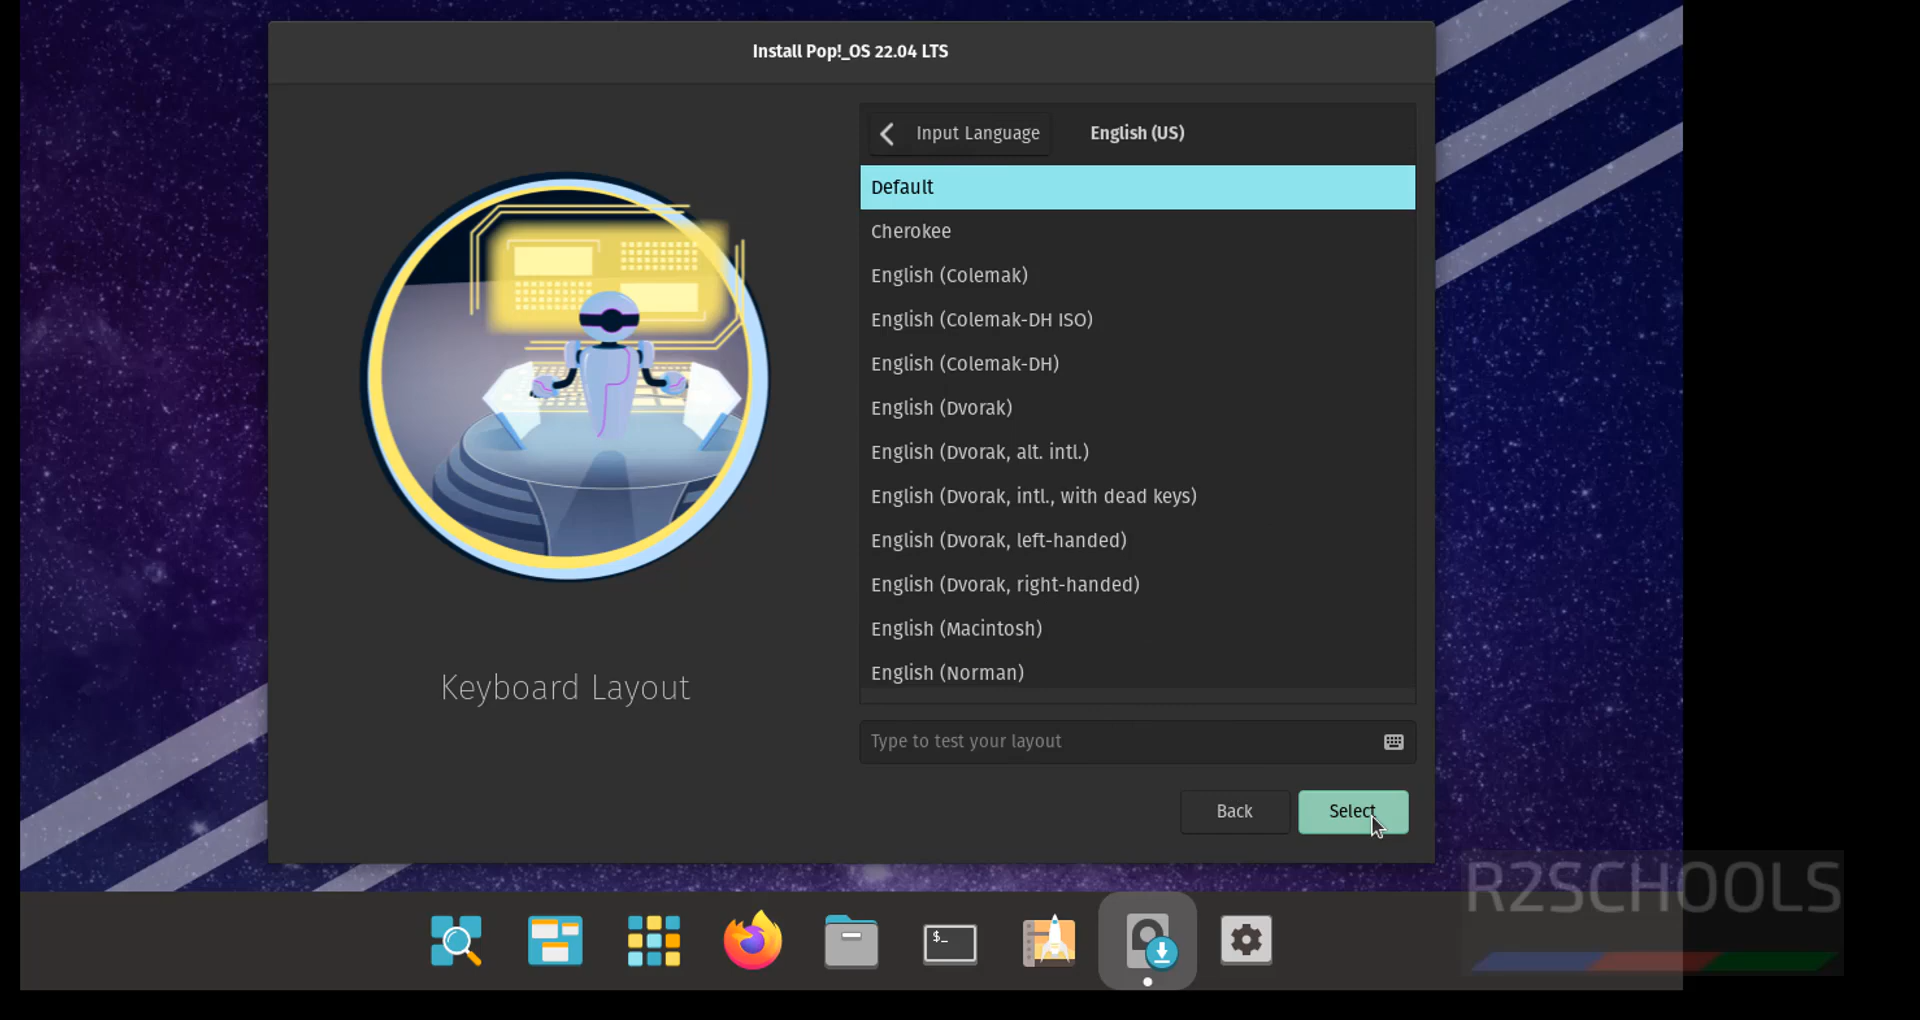 Install Pop!_OS 22.04 LTS
Input Language
English (US)
Default
Cherokee
English (Colemak)
English (Colemak-DH ISO)
English (Colemak-DH)
English (Dvorak)
English (Dvorak, alt. intl.)
English (Dvorak, intl., with dead keys)
English (Dvorak, left-handed)
English (Dvorak, right-handed)
English (Macintosh)
English (Norman)
Keyboard Layout
Type to test your layout
Back
Select
$_
R2SCHOOLS